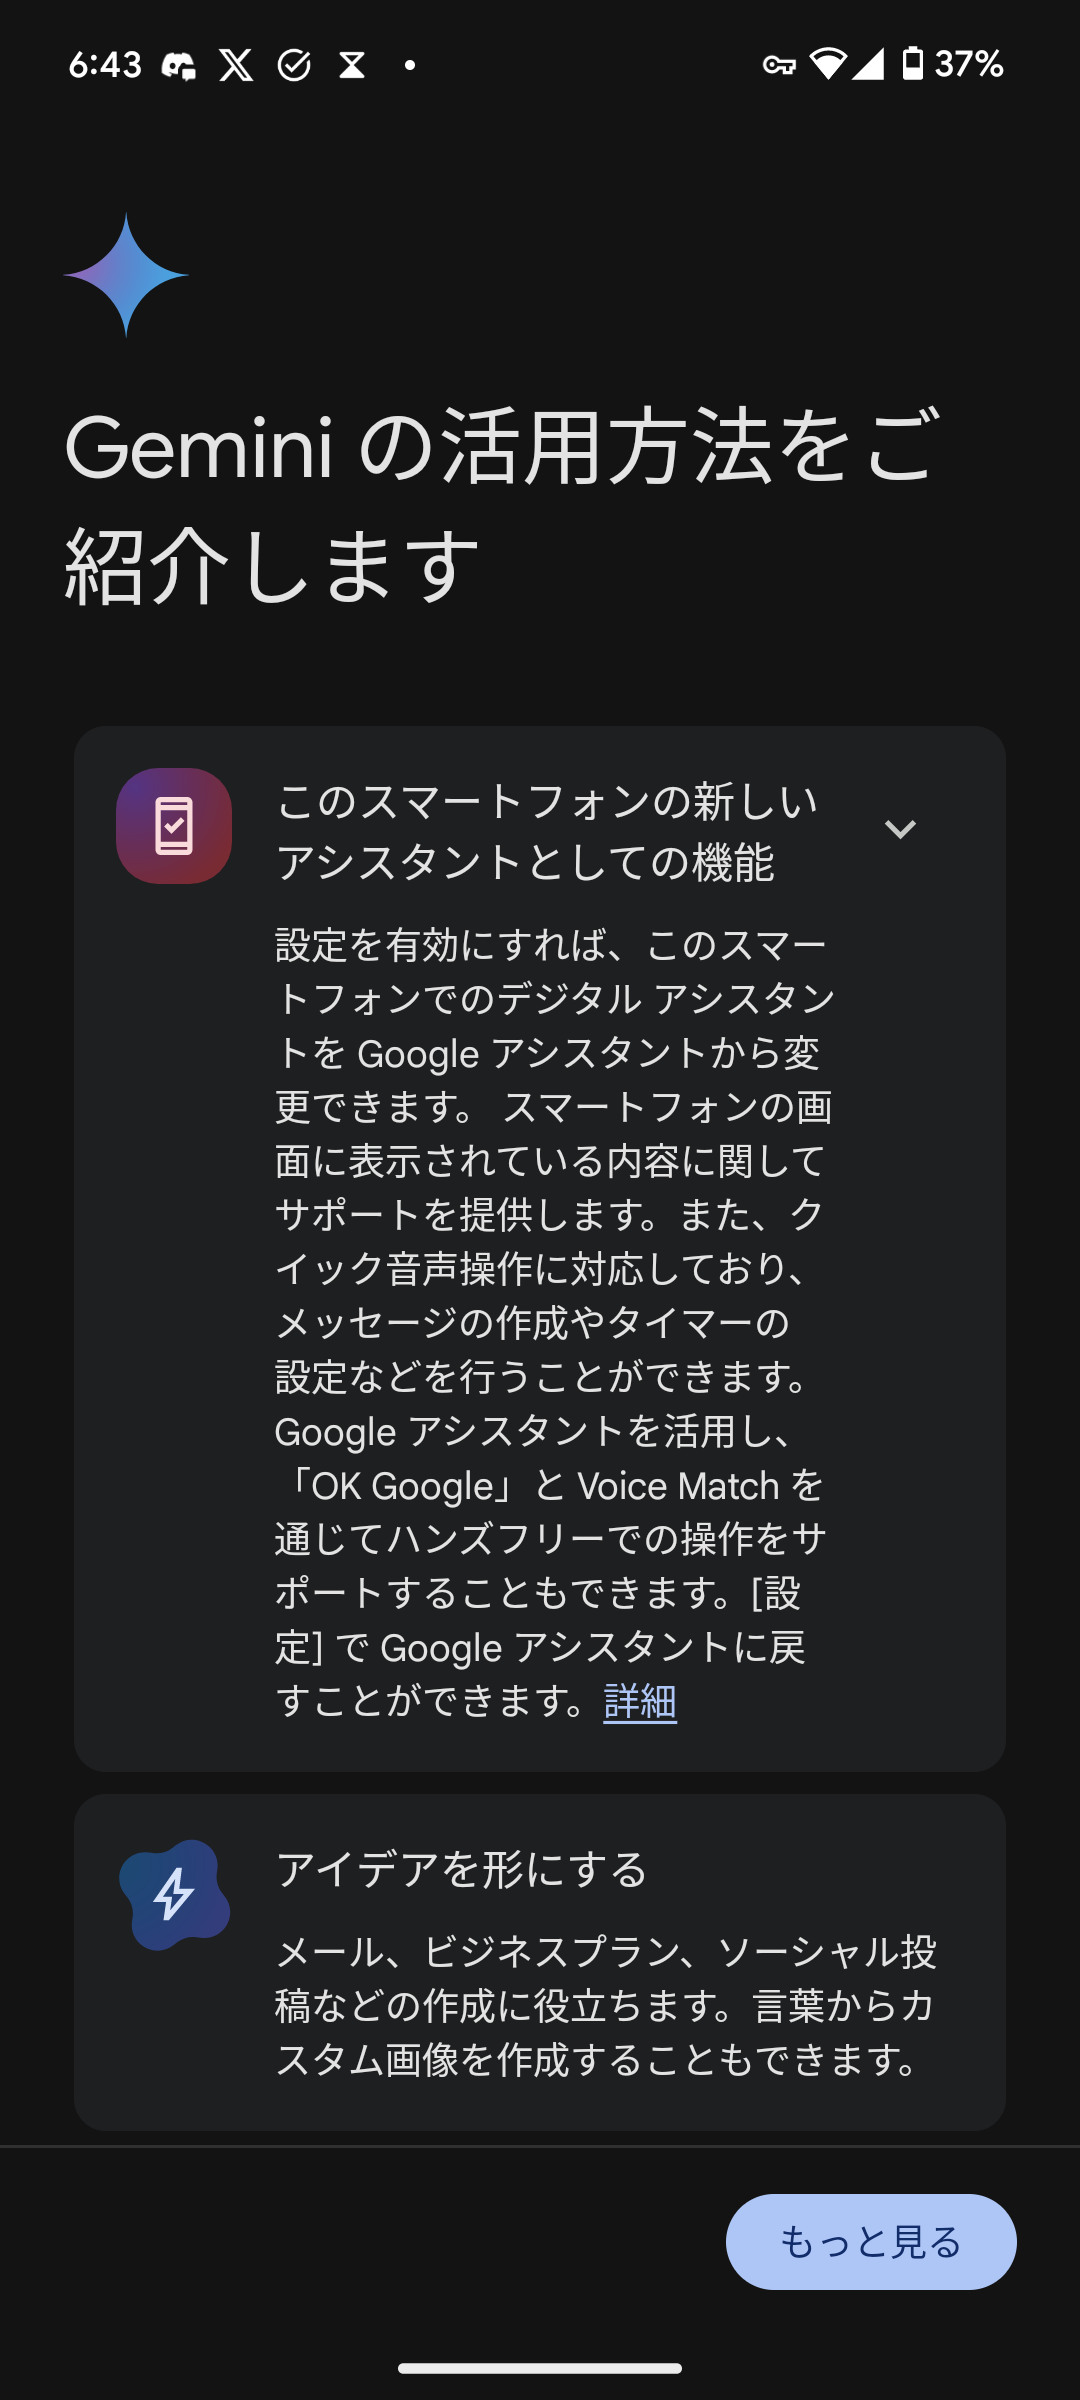 6:43
37%
Gemini の活用方法をご
紹介します
このスマートフォンの新しい
アシスタントとしての機能
設定を有効にすれば、このスマー
トフォンでのデジタル アシスタン
トを Google アシスタントから変
更できます。 スマートフォンの画
面に表示されている内容に関して
サポートを提供します。また、ク
イック音声操作に対応しており、
メッセージの作成やタイマーの
設定などを行うことができます。
Google アシスタントを活用し、
「OK Google」と Voice Match を
通じてハンズフリーでの操作をサ
ポートすることもできます。[設
定] で Google アシスタントに戻
すことができます。詳細
アイデアを形にする
メール、ビジネスプラン、ソーシャル投
稿などの作成に役立ちます。言葉からカ
スタム画像を作成することもできます。
もっと見る